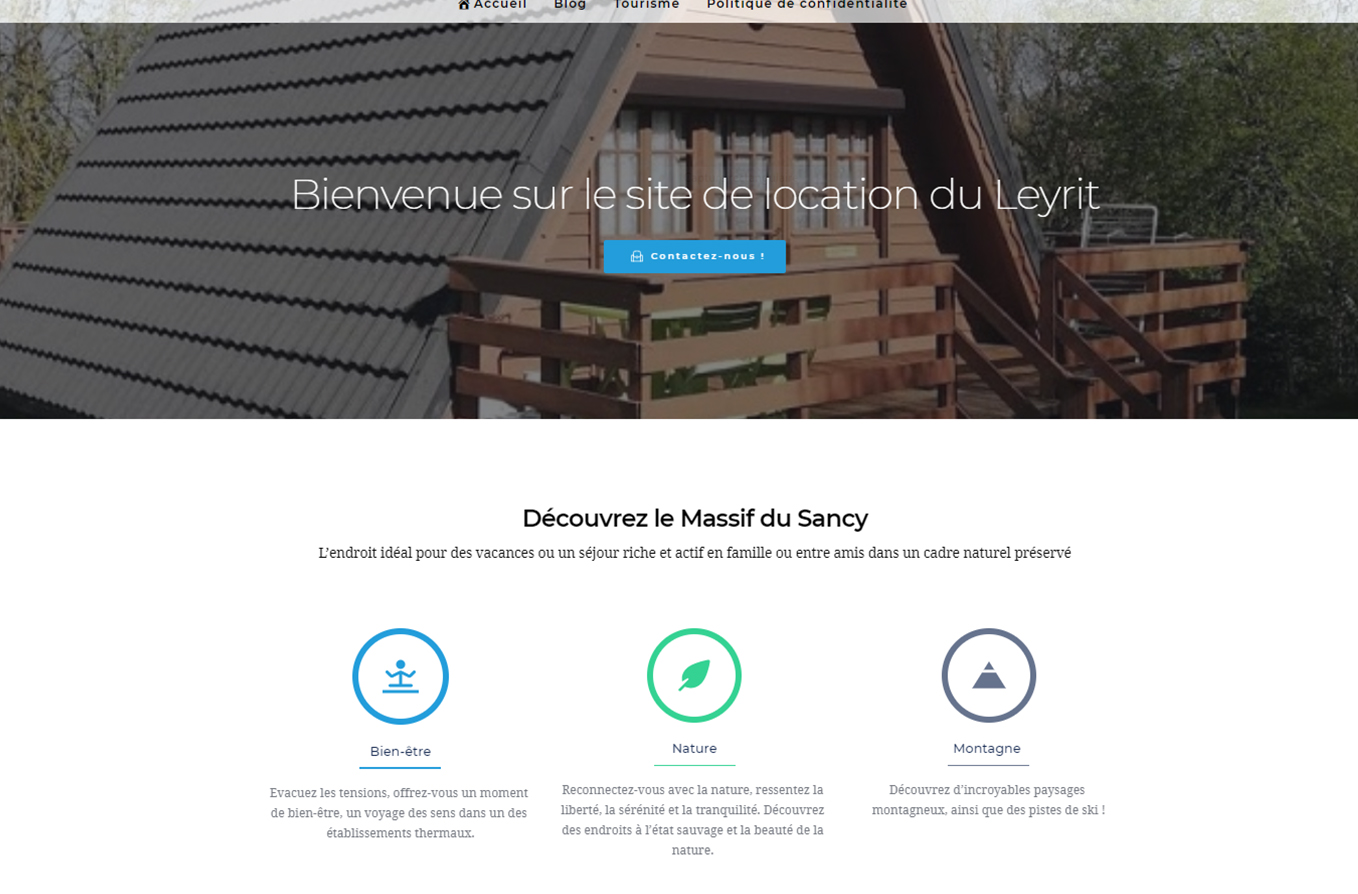 Accueil Blog Tourisme Politique de confidentialité
Bienvenue sur le site de location du Leyrit
Contactez-nous !
Découvrez le Massif du Sancy
L’endroit idéal pour des vacances ou un séjour riche et actif en famille ou entre amis dans un cadre naturel préservé
Bien-être
Evacuez les tensions, offrez-vous un moment
de bien-être, un voyage des sens dans un des
établissements thermaux.
Nature
Reconnectez-vous avec la nature, ressentez la
liberté, la sérénité et la tranquilité. Découvrez
des endroits à l’état sauvage et la beauté de la
nature.
Montagne
Découvrez d’incroyables paysages
montagneux, ainsi que des pistes de ski !